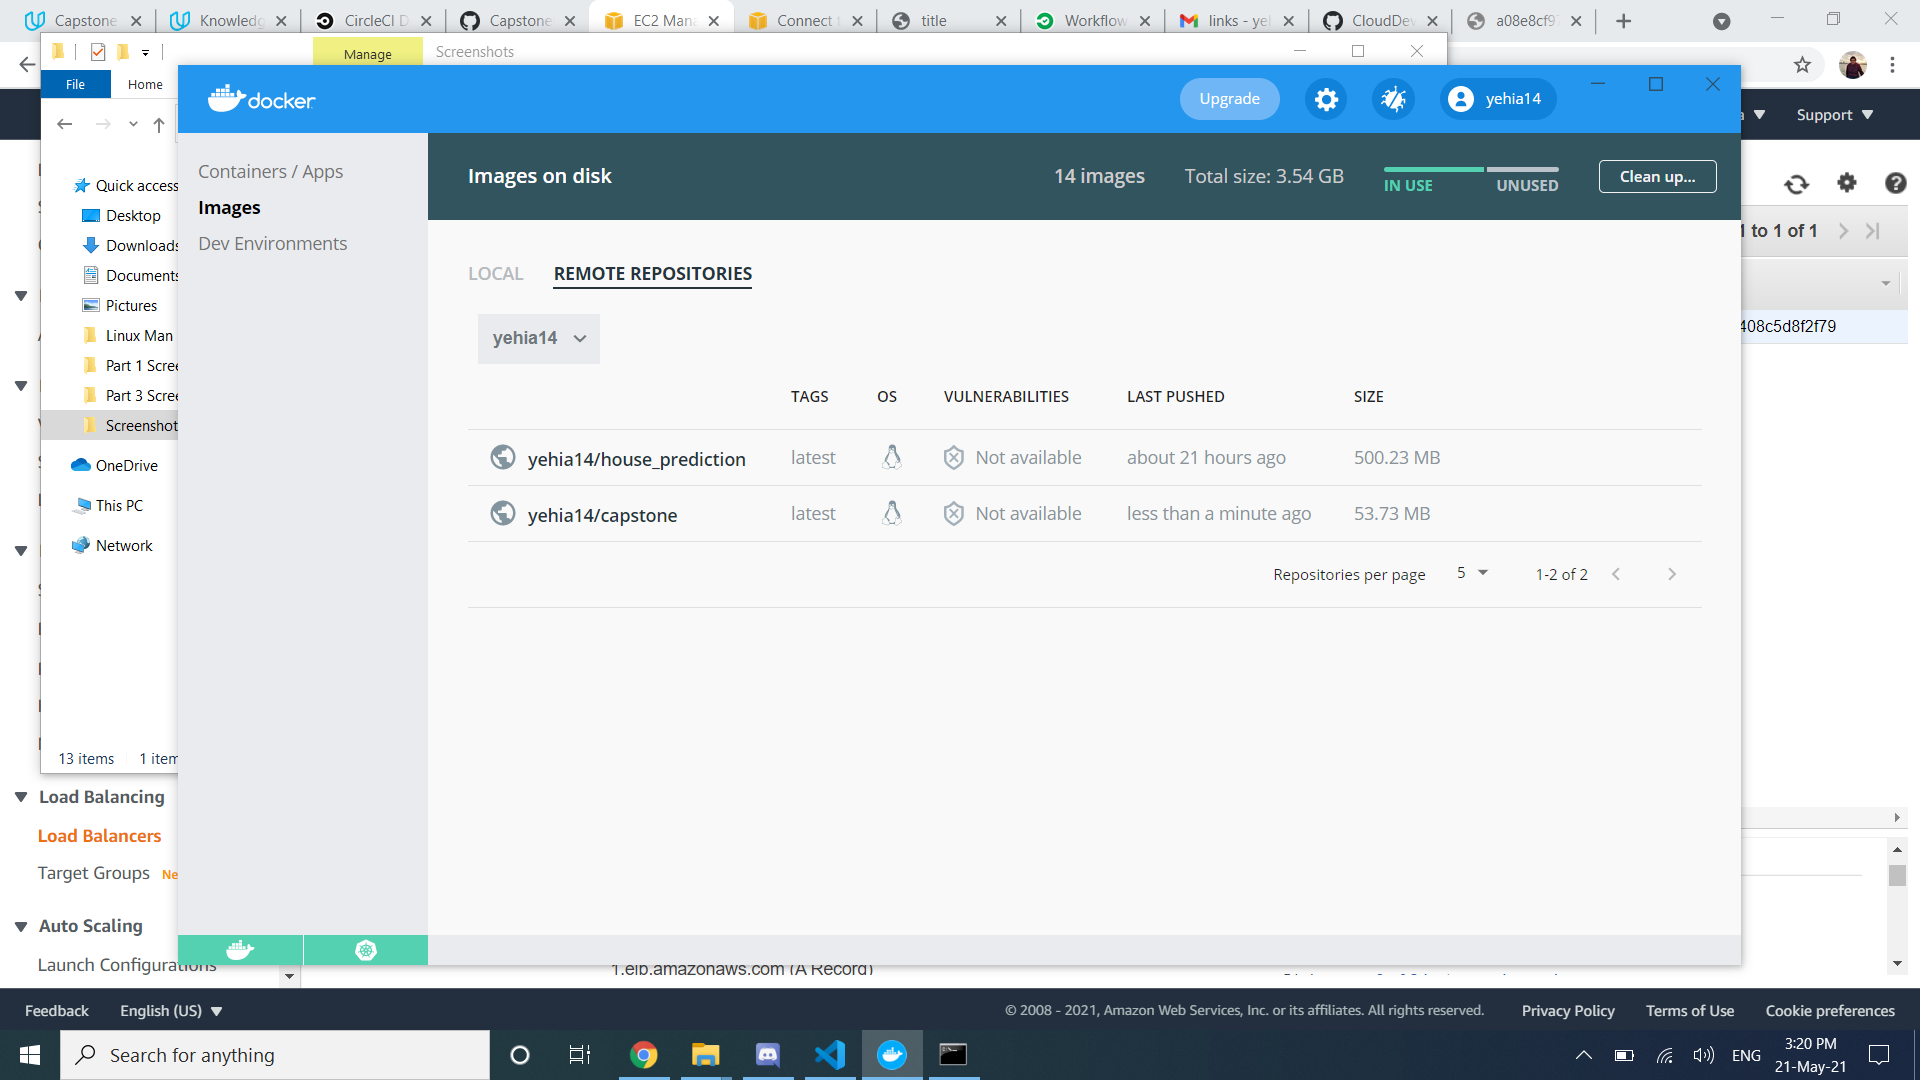 Capstone
Knowledg
CircleCI D
Capstone
EC2 Man
Connect
title
Workflow
links - yel
CloudDev
a08e8cf9
Manage
Screenshots
File
Home
docker
Upgrade
yehia14
Support
Containers / Apps
Images
Dev Environments
Images on disk
14 images
Total size: 3.54 GB
IN USE
UNUSED
Clean up...
Quick access
Desktop
Downloads
Documents
Pictures
Linux Man
Part 1 Scree
Part 3 Scree
Screenshot
OneDrive
This PC
Network
13 items
1 item
1 to 1 of 1
408c5d8f2f79
LOCAL
REMOTE REPOSITORIES
yehia14
TAGS OS VULNERABILITIES LAST PUSHED SIZE
yehia14/house_prediction latest Not available about 21 hours ago 500.23 MB
yehia14/capstone latest Not available less than a minute ago 53.73 MB
Repositories per page 5 1-2 of 2
Load Balancing
Load Balancers
Target Groups Ne
Auto Scaling
Launch Configurations
1.elb.amazonaws.com (A Record)
Feedback
English (US)
© 2008 - 2021, Amazon Web Services, Inc. or its affiliates. All rights reserved.
Privacy Policy
Terms of Use
Cookie preferences
Search for anything
ENG
3:20 PM
21-May-21